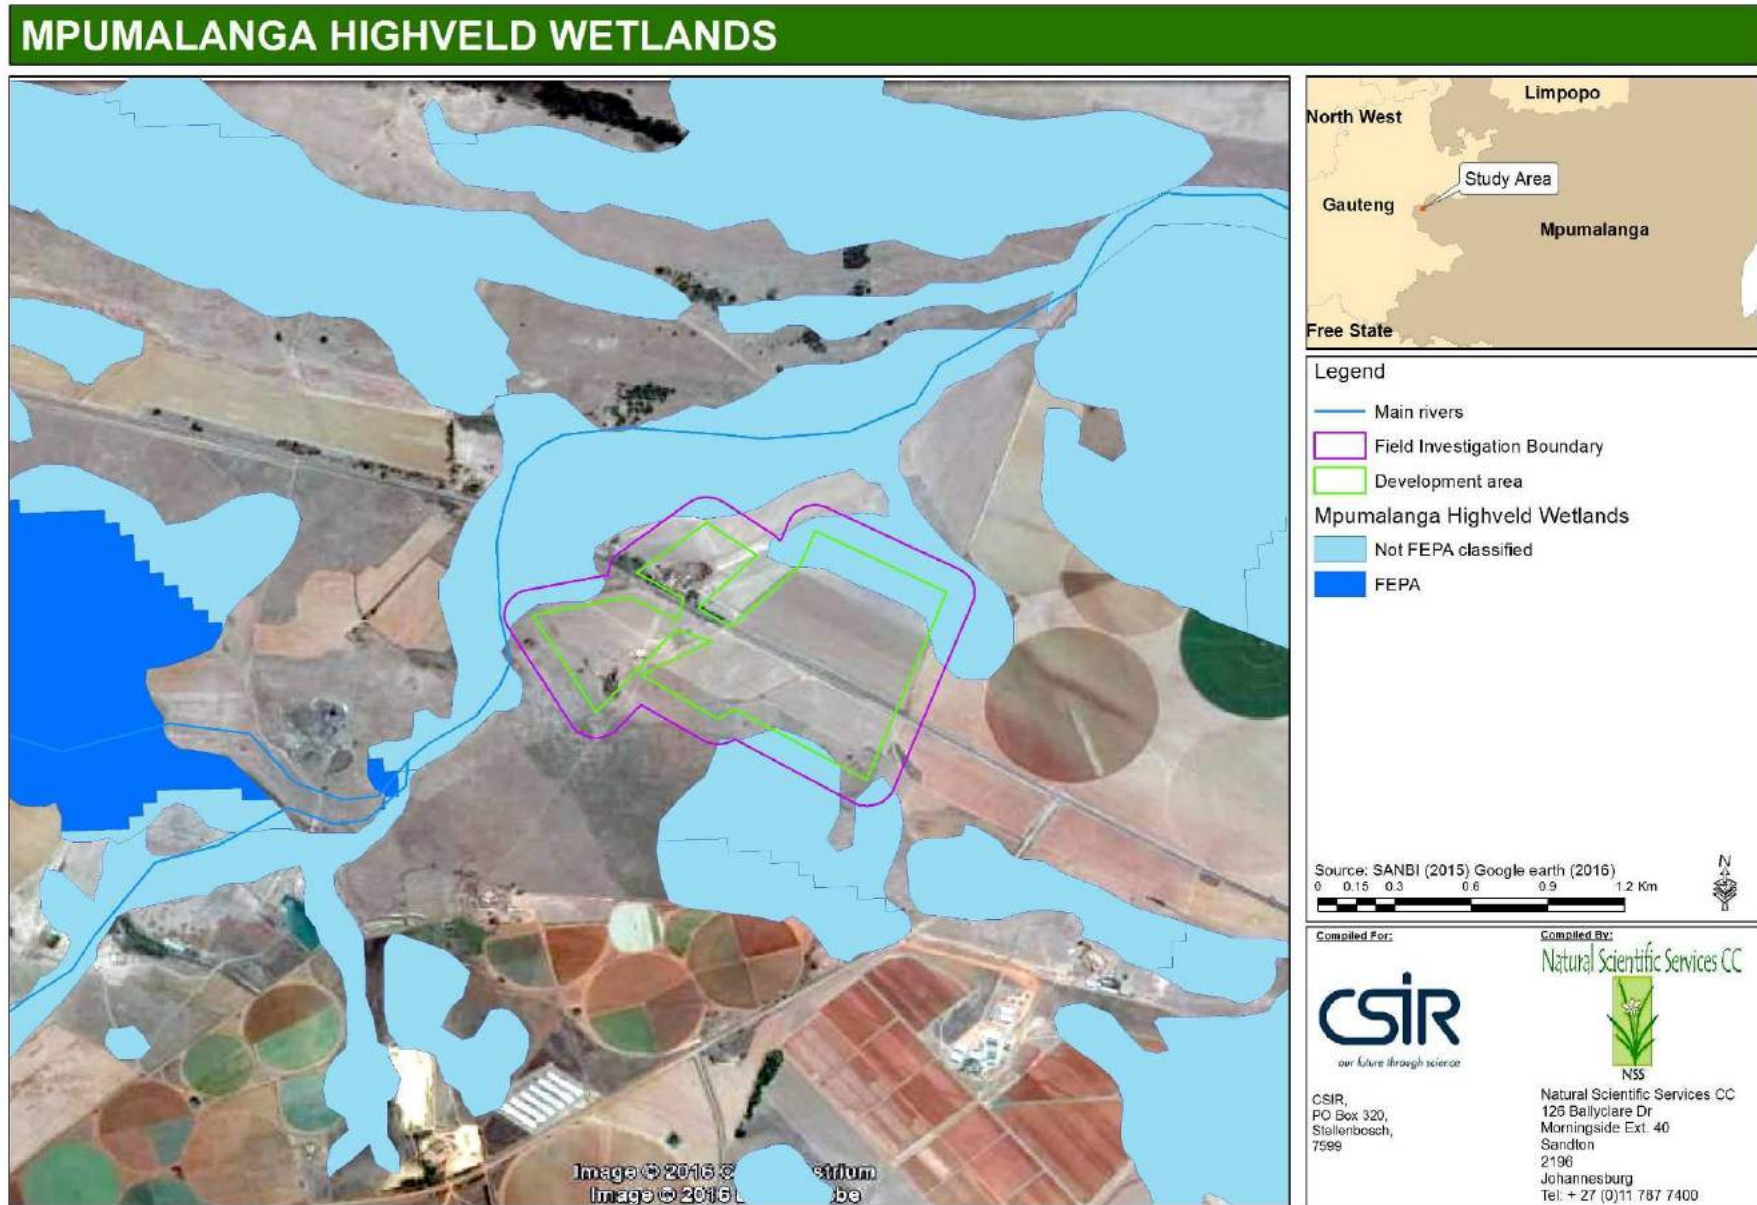 MPUMALANGA HIGHVELD WETLANDS
Limpopo
North West
Study Area
Gauteng
Mpumalanga
Free State
Legend
Main rivers
Field Investigation Boundary
Development area
Mpumalanga Highveld Wetlands
Not FEPA classified
FEPA
Source: SANBI (2015) Google earth (2016)
N
0 0.15 0.3 0.6 0.9 1.2 Km
Compiled For:
CSIR
our future through science
CSIR,
PO Box 320,
Stellenbosch,
7599
Compiled By:
Natural Scientific Services CC
NSS
Natural Scientific Services CC
126 Ballyclare Dr
Morningside Ext. 40
Sandton
2196
Johannesburg
Tel: + 27 (0)11 787 7400
Image © 2016
Image © 2016